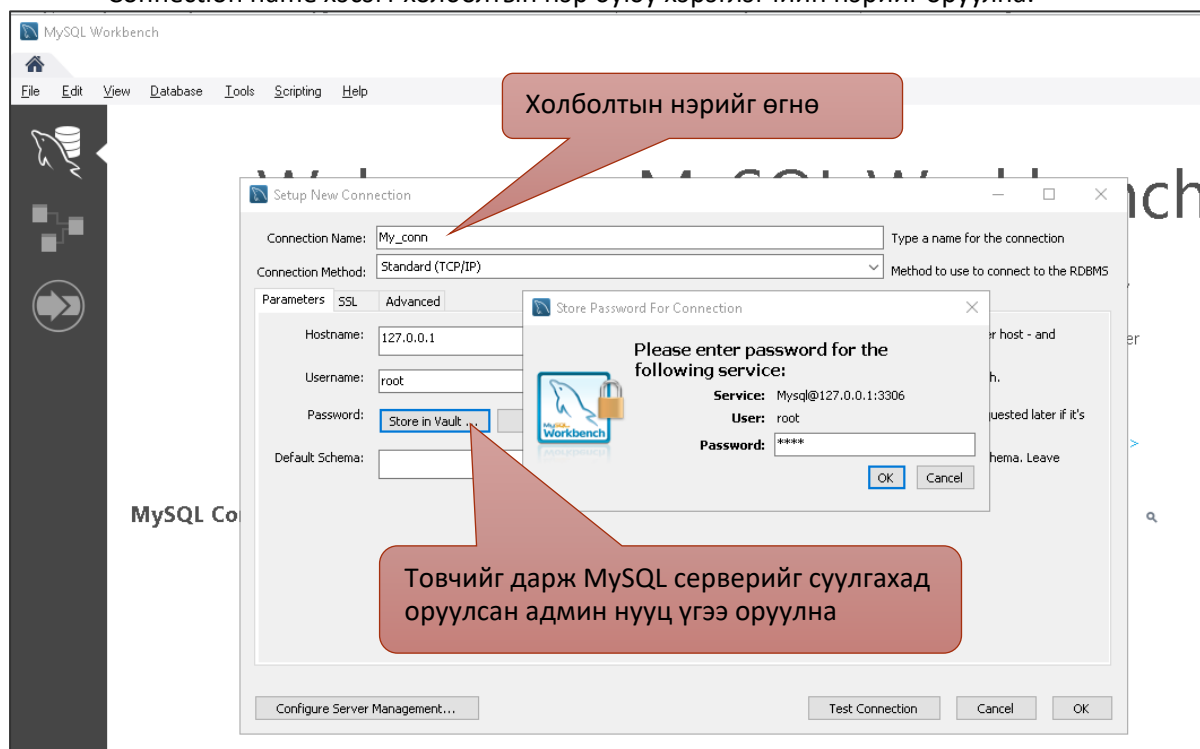 MySQL Workbench
File Edit View Database Tools Scripting Help
Холболтын нэрийг өгнө
Setup New Connection
Connection Name: My_conn Type a name for the connection
Connection Method: Standard (TCP/IP) Method to use to connect to the RDBMS
Parameters SSL Advanced
Store Password For Connection
Hostname: 127.0.0.1 host - and
Please enter password for the
following service:
Service: Mysql@127.0.0.1:3306
Username: root
User: root
Password: Store in Vault ... later if it's
Password: ****
Default Schema: Leave
OK Cancel
MySQL
Товчийг дарж MySQL серверийг суулгахад
оруулсан админ нууц үгээ оруулна
Configure Server Management... Test Connection Cancel OK